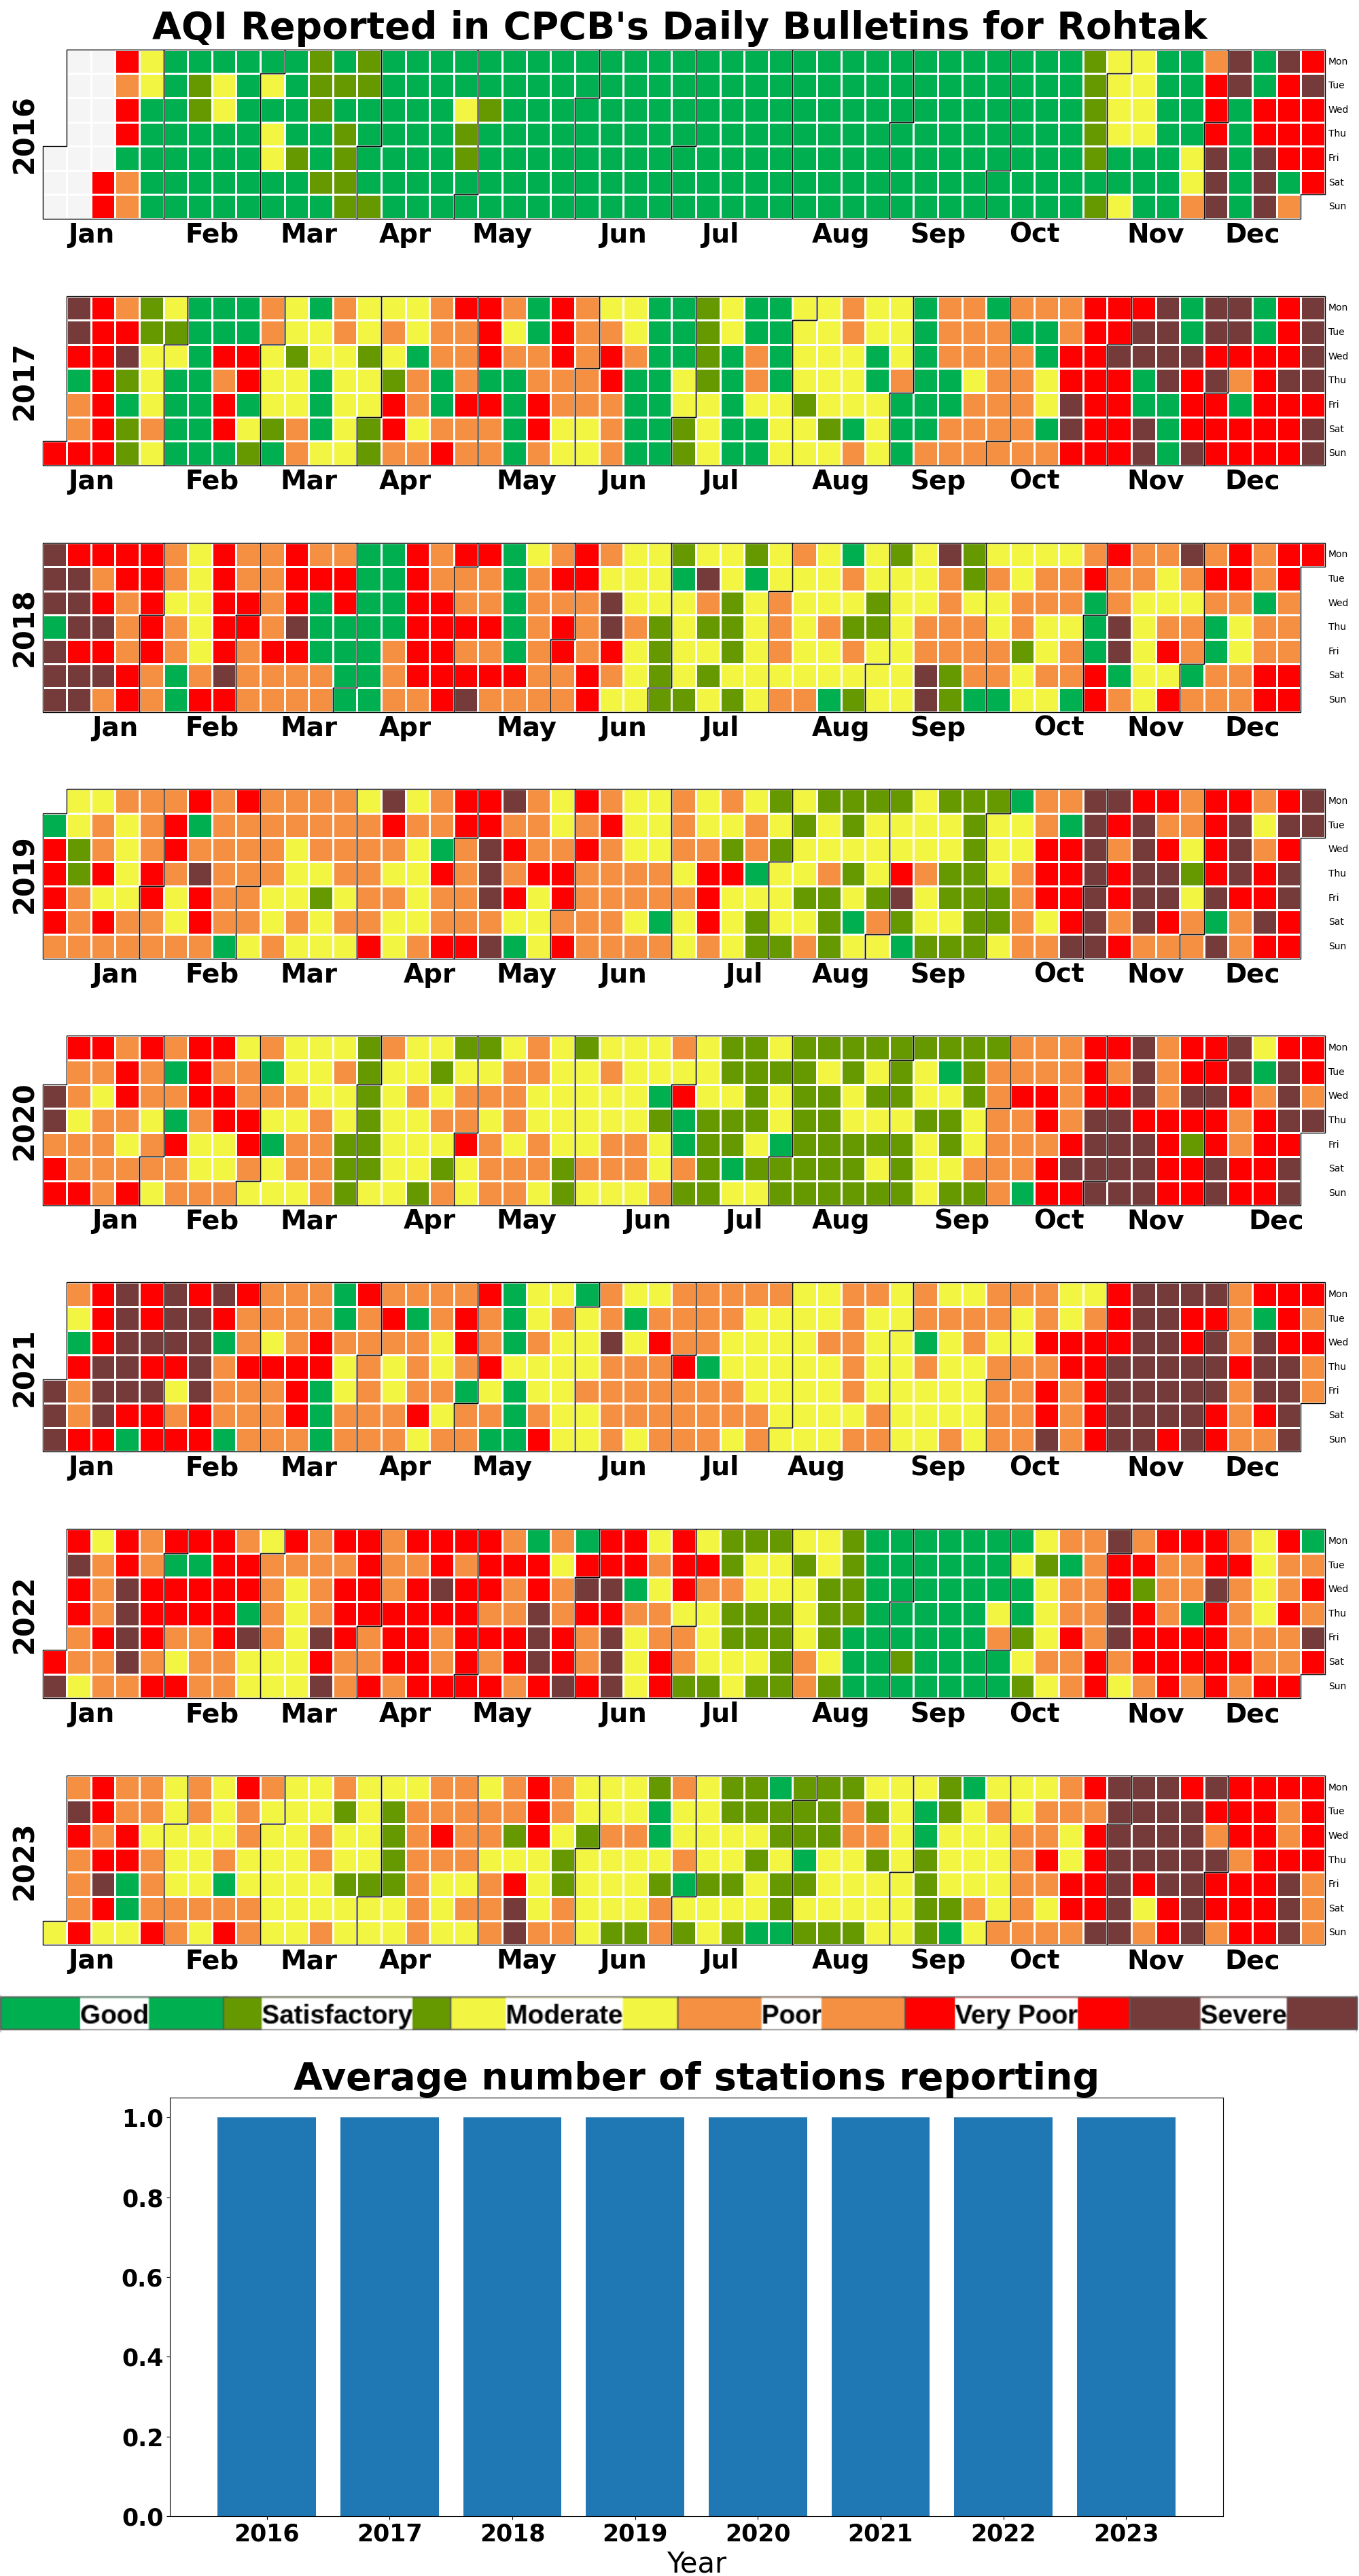 AQI Reported in CPCB's Daily Bulletins for Rohtak
2016
Mon
Tue
Wed
Thu
Fri
Sat
Sun
Jan Feb Mar Apr May Jun Jul Aug Sep Oct Nov Dec
2017
Mon
Tue
Wed
Thu
Fri
Sat
Sun
Jan Feb Mar Apr May Jun Jul Aug Sep Oct Nov Dec
2018
Mon
Tue
Wed
Thu
Fri
Sat
Sun
Jan Feb Mar Apr May Jun Jul Aug Sep Oct Nov Dec
2019
Mon
Tue
Wed
Thu
Fri
Sat
Sun
Jan Feb Mar Apr May Jun Jul Aug Sep Oct Nov Dec
2020
Mon
Tue
Wed
Thu
Fri
Sat
Sun
Jan Feb Mar Apr May Jun Jul Aug Sep Oct Nov Dec
2021
Mon
Tue
Wed
Thu
Fri
Sat
Sun
Jan Feb Mar Apr May Jun Jul Aug Sep Oct Nov Dec
2022
Mon
Tue
Wed
Thu
Fri
Sat
Sun
Jan Feb Mar Apr May Jun Jul Aug Sep Oct Nov Dec
2023
Mon
Tue
Wed
Thu
Fri
Sat
Sun
Jan Feb Mar Apr May Jun Jul Aug Sep Oct Nov Dec
Good Satisfactory Moderate Poor Very Poor Severe
Average number of stations reporting
1.0
0.8
0.6
0.4
0.2
0.0
2016 2017 2018 2019 2020 2021 2022 2023
Year